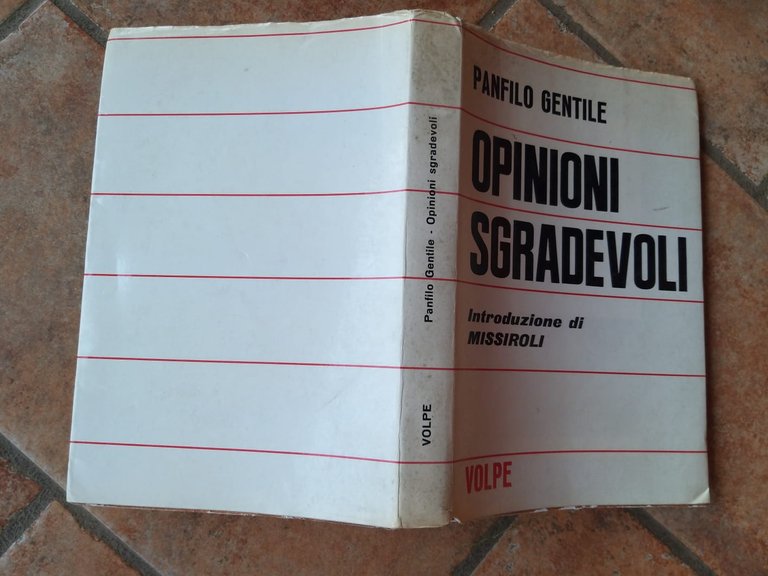 PANFILO GENTILE
OPINIONI
SGRADEVOLI
Introduzione di
MISSIROLI
VOLPE
Panfilo Gentile - Opinioni sgradevoli
VOLPE